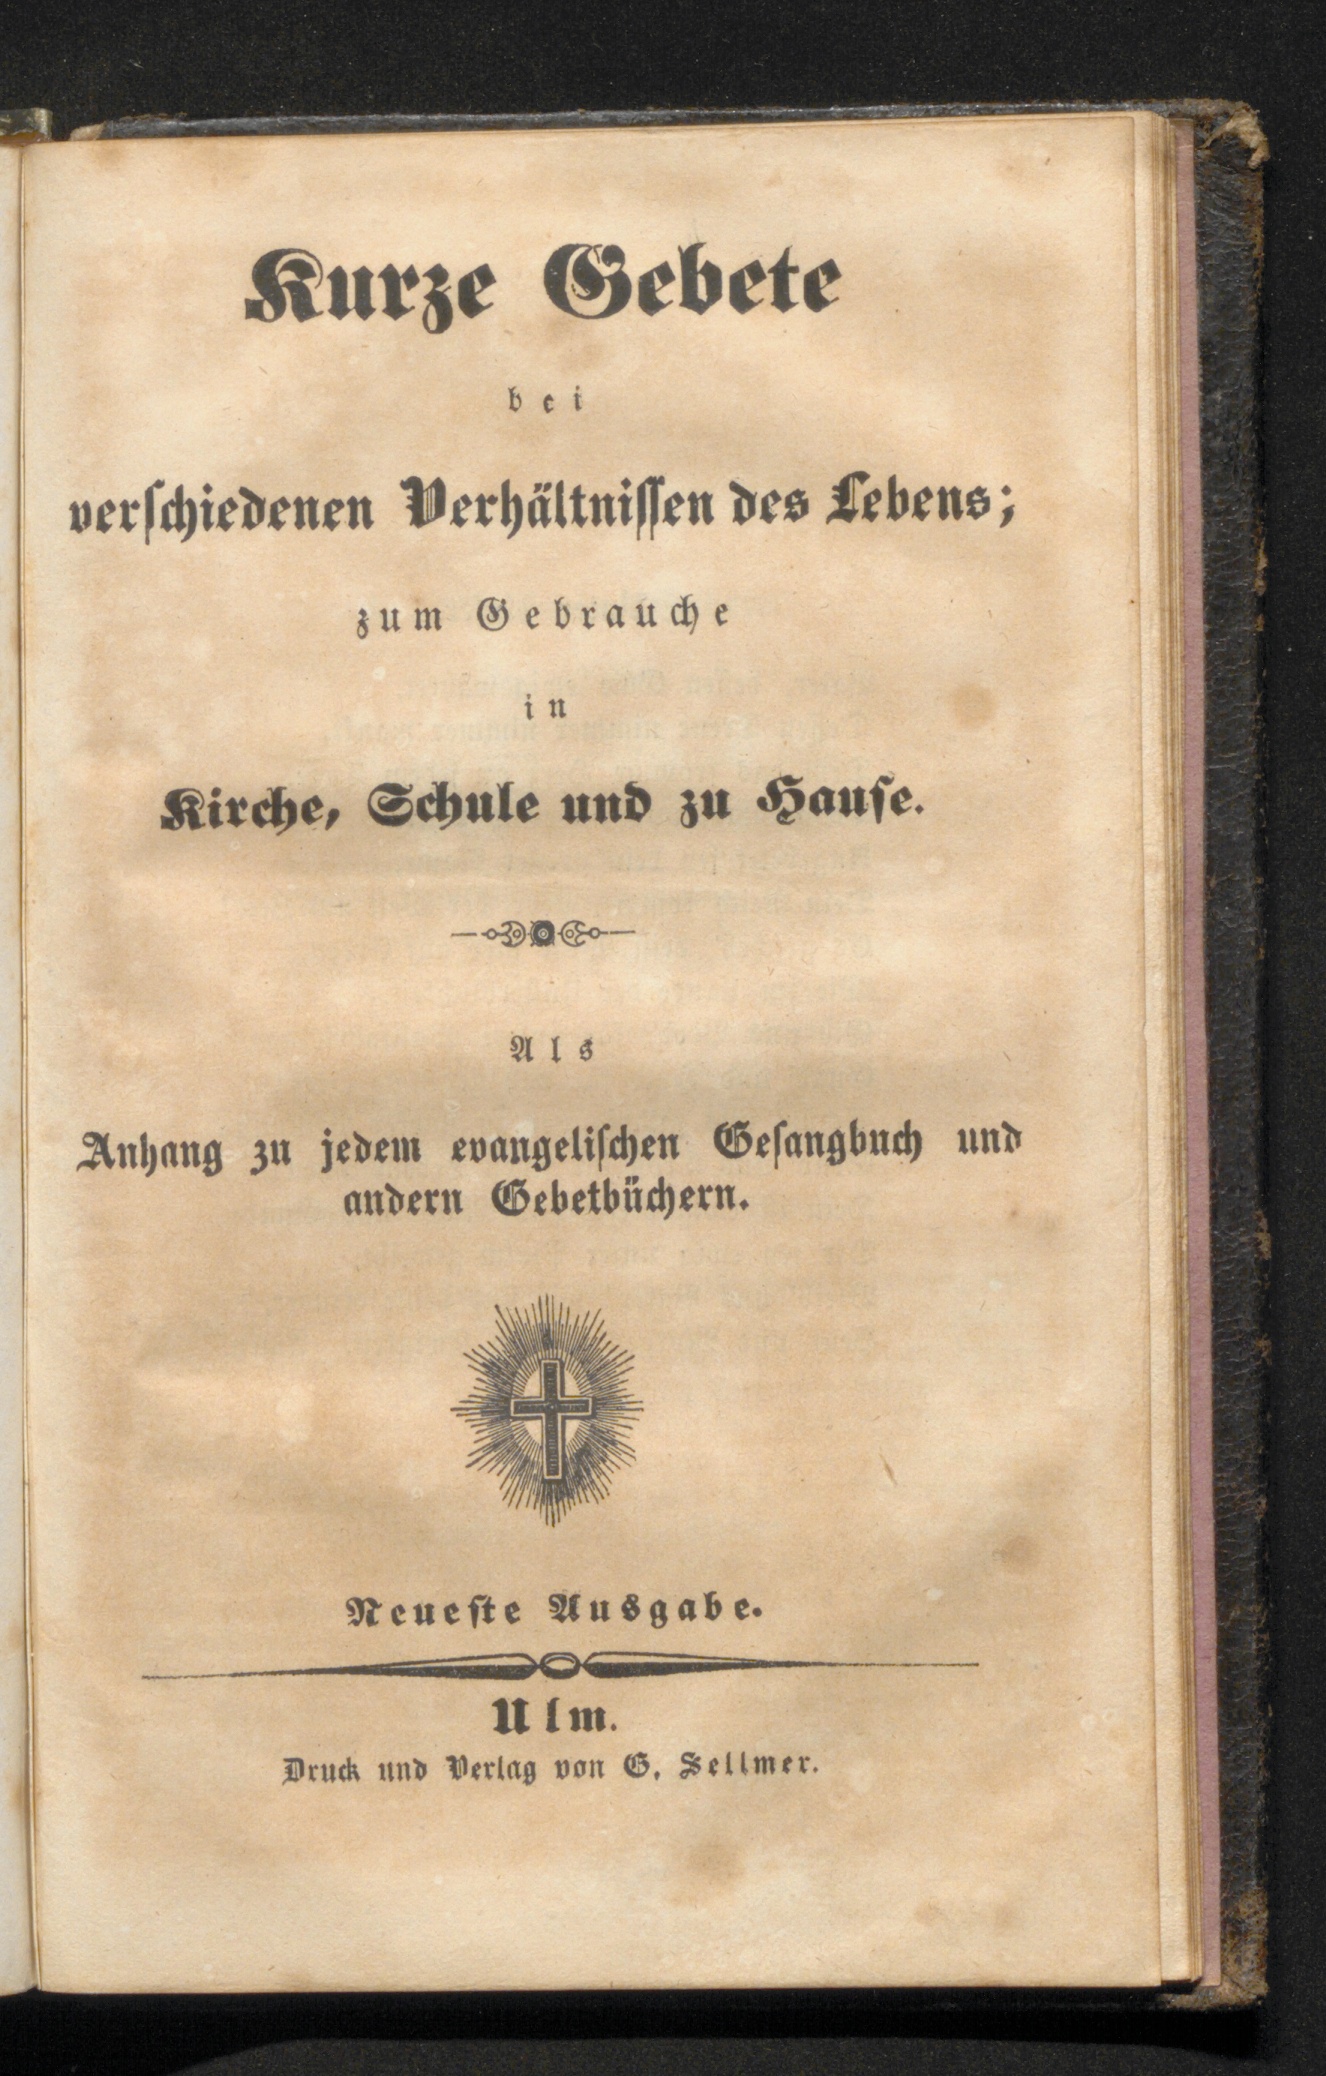 Kurze Gebete
bei
verschiedenen Verhältnissen des Lebens;
zum Gebrauche
in
Kirche, Schule und zu Hause.
Als
Anhang zu jedem evangelischen Gesangbuch und
andern Gebetbüchern.
Neueste Ausgabe.
Ulm.
Druck und Verlag von G. Sellmer.